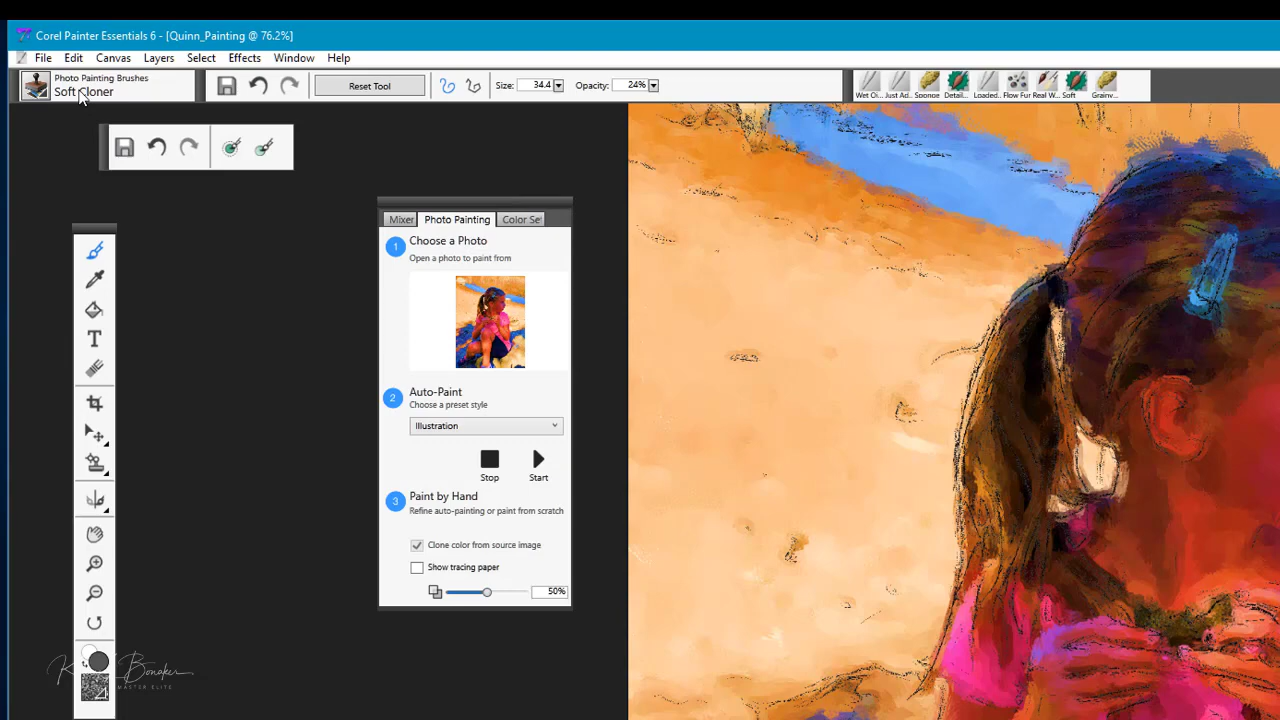 Corel Painter Essentials 6 - [Quinn_Painting @ 76.2%]
File Edit Canvas Layers Select Effects Window Help
Photo Painting Brushes
Soft Cloner
Reset Tool
Size: 34.4
Opacity: 24%
Wet Oi... Just Ad... Sponge Detail... Loaded.. Flow Fur Real W... Soft Grainy...
Mixer Photo Painting Color Se
1 Choose a Photo
Open a photo to paint from
2 Auto-Paint
Choose a preset style
Illustration
Stop Start
3 Paint by Hand
Refine auto-painting or paint from scratch
Clone color from source image
Show tracing paper
50%
Bonaker
MASTER ELITE